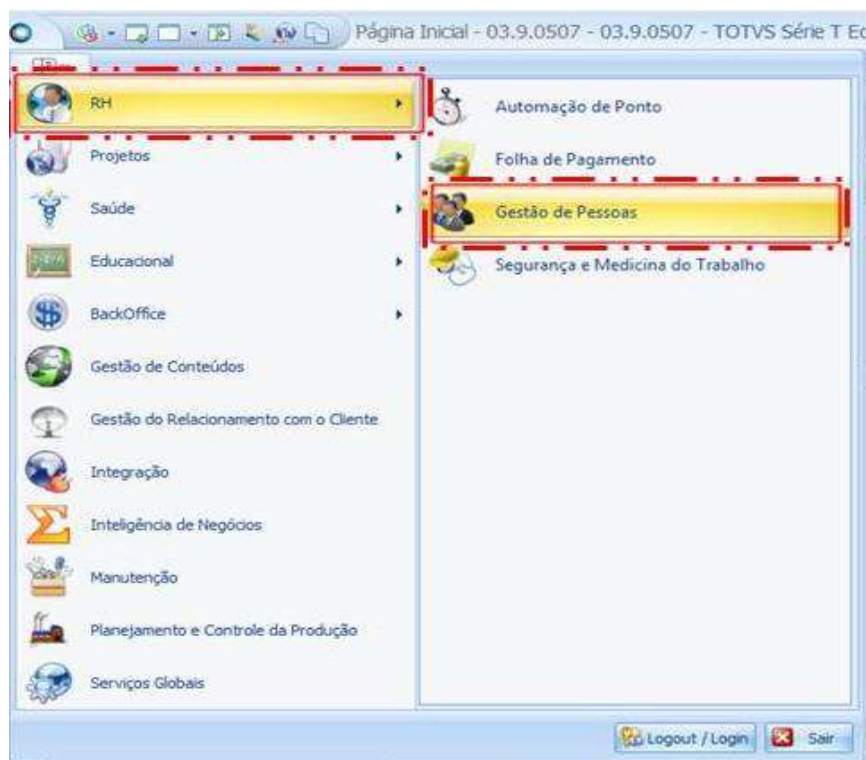 Página Inicial - 03.9.0507 - 03.9.0507 - TOTVS Série T Ed
RH
Projetos
Saúde
Educacional
BackOffice
Gestão de Conteúdos
Gestão do Relacionamento com o Cliente
Integração
Inteligência de Negócios
Manutenção
Planejamento e Controle da Produção
Serviços Globais
Automação de Ponto
Folha de Pagamento
Gestão de Pessoas
Segurança e Medicina do Trabalho
Logout / Login
Sair